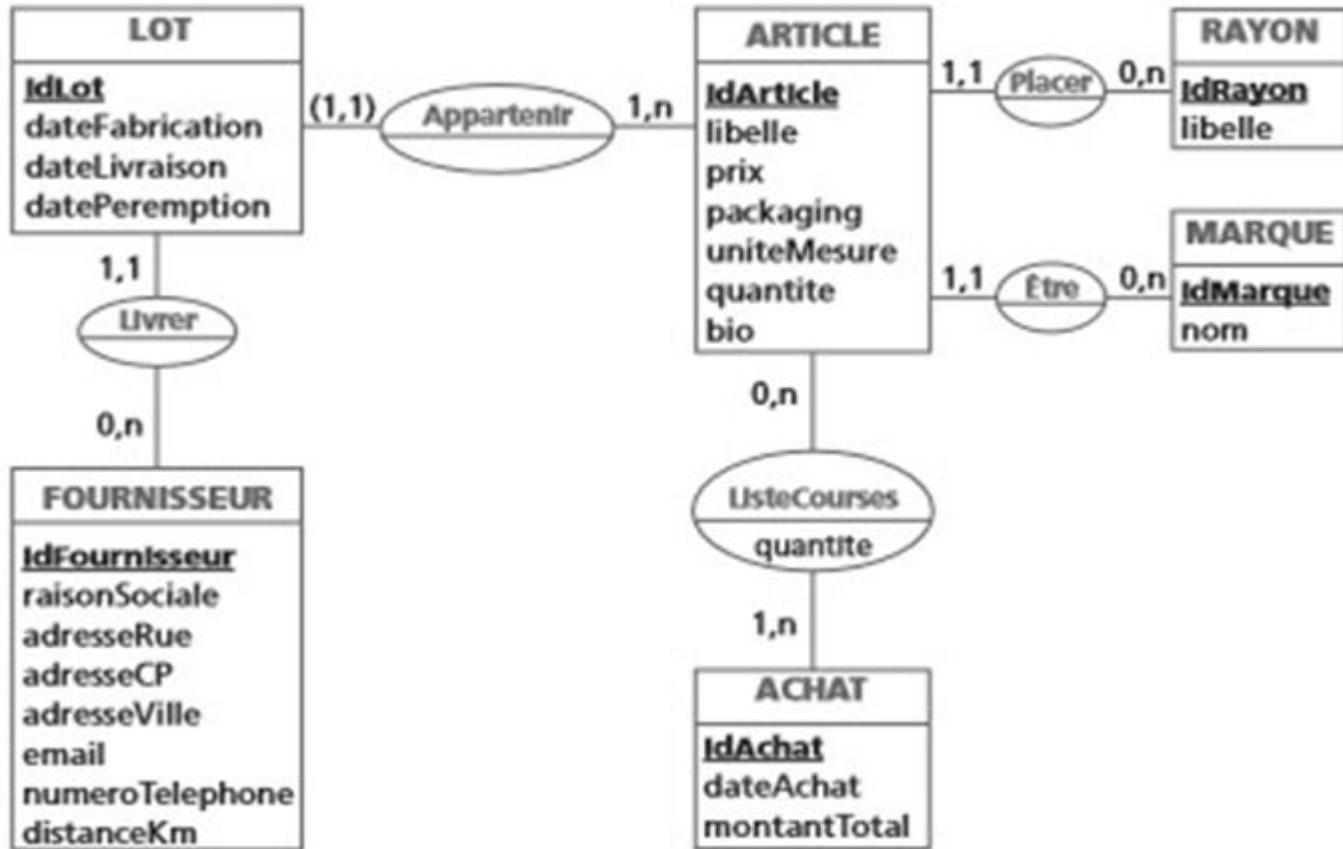 LOT
IdLot
dateFabrication
dateLivraison
datePeremption
(1,1)
Appartenir
1,n
ARTICLE
IdArticle
libelle
prix
packaging
uniteMesure
quantite
bio
1,1
Placer
0,n
RAYON
IdRayon
libelle
1,1
Être
0,n
MARQUE
IdMarque
nom
1,1
Livrer
0,n
FOURNISSEUR
IdFournisseur
raisonSociale
adresseRue
adresseCP
adresseVille
email
numeroTelephone
distanceKm
0,n
ListeCourses
quantite
1,n
ACHAT
IdAchat
dateAchat
montantTotal